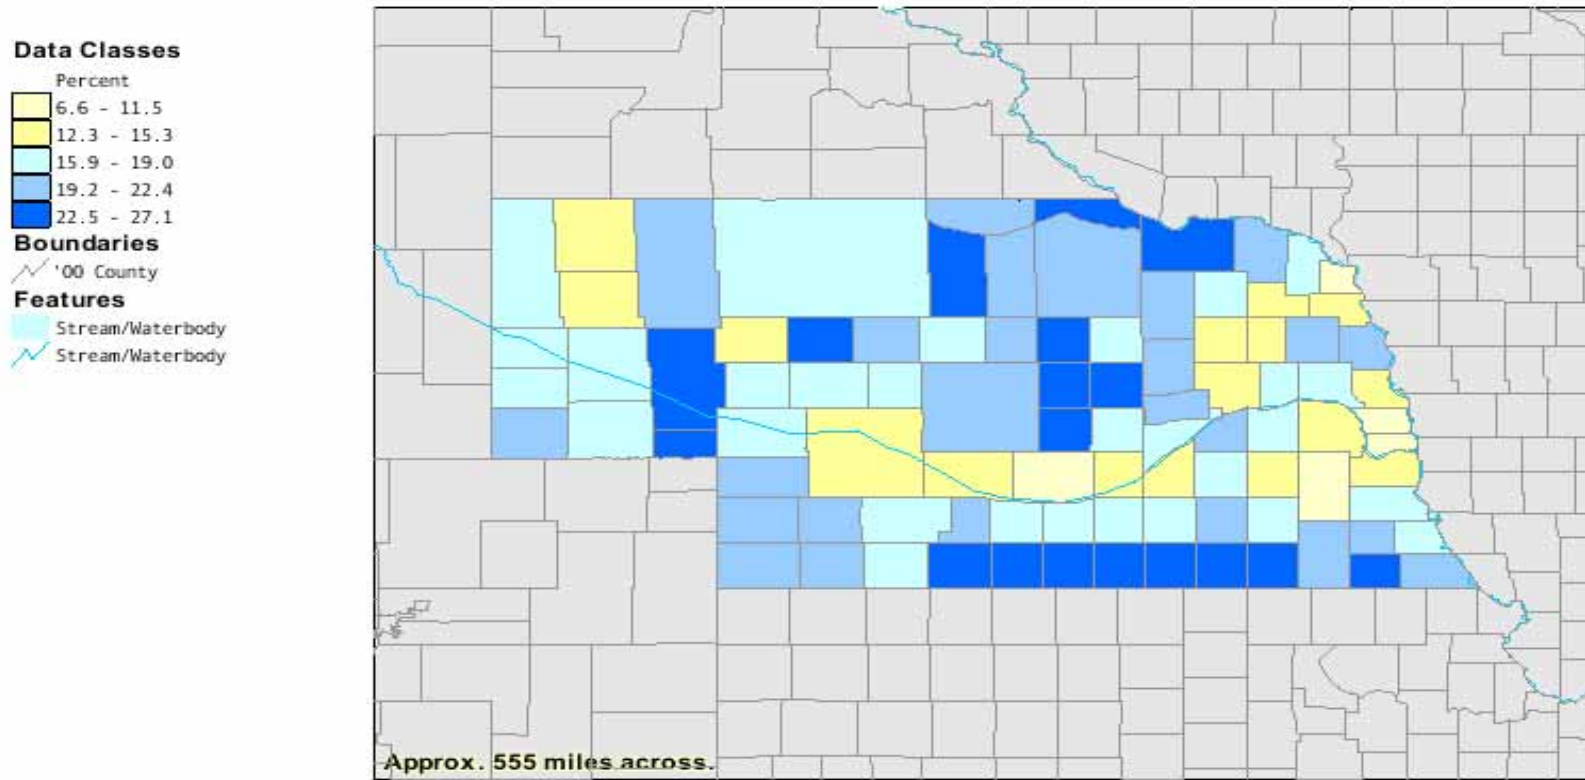 Data Classes
Percent
6.6 - 11.5
12.3 - 15.3
15.9 - 19.0
19.2 - 22.4
22.5 - 27.1
Boundaries
'00 County
Features
Stream/Waterbody
Stream/Waterbody
Approx. 555 miles across.